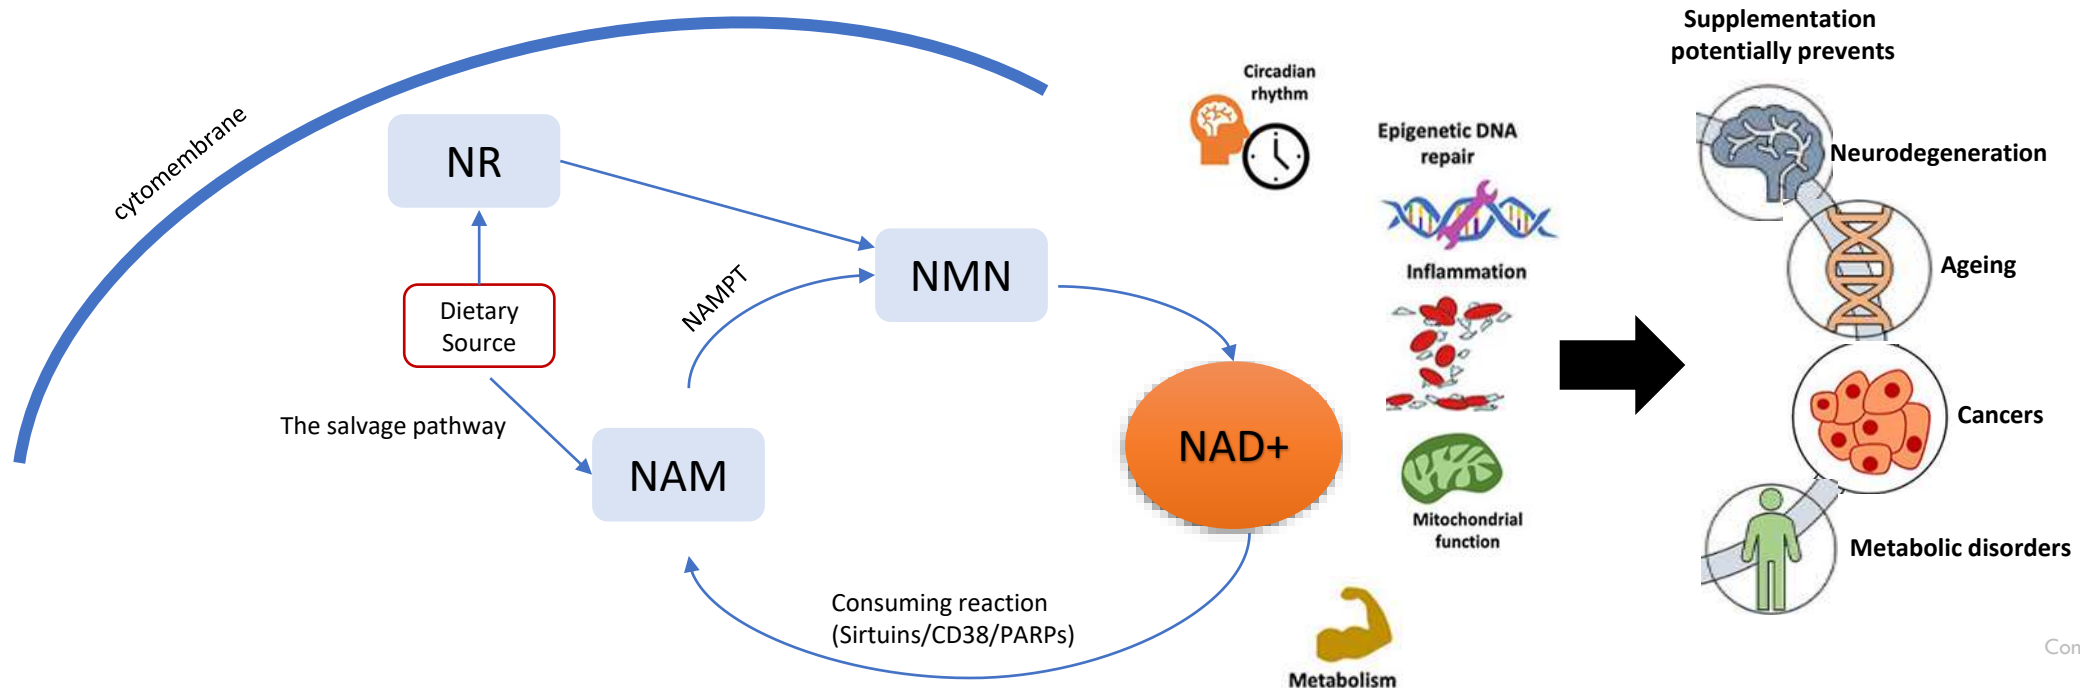 cytomembrane
NR
Dietary
Source
The salvage pathway
NAM
NAMPT
NMN
NAD+
Consuming reaction
(Sirtuins/CD38/PARPs)
Circadian
rhythm
Epigenetic DNA
repair
Inflammation
Mitochondrial
function
Metabolism
Supplementation
potentially prevents
Neurodegeneration
Ageing
Cancers
Metabolic disorders
Con